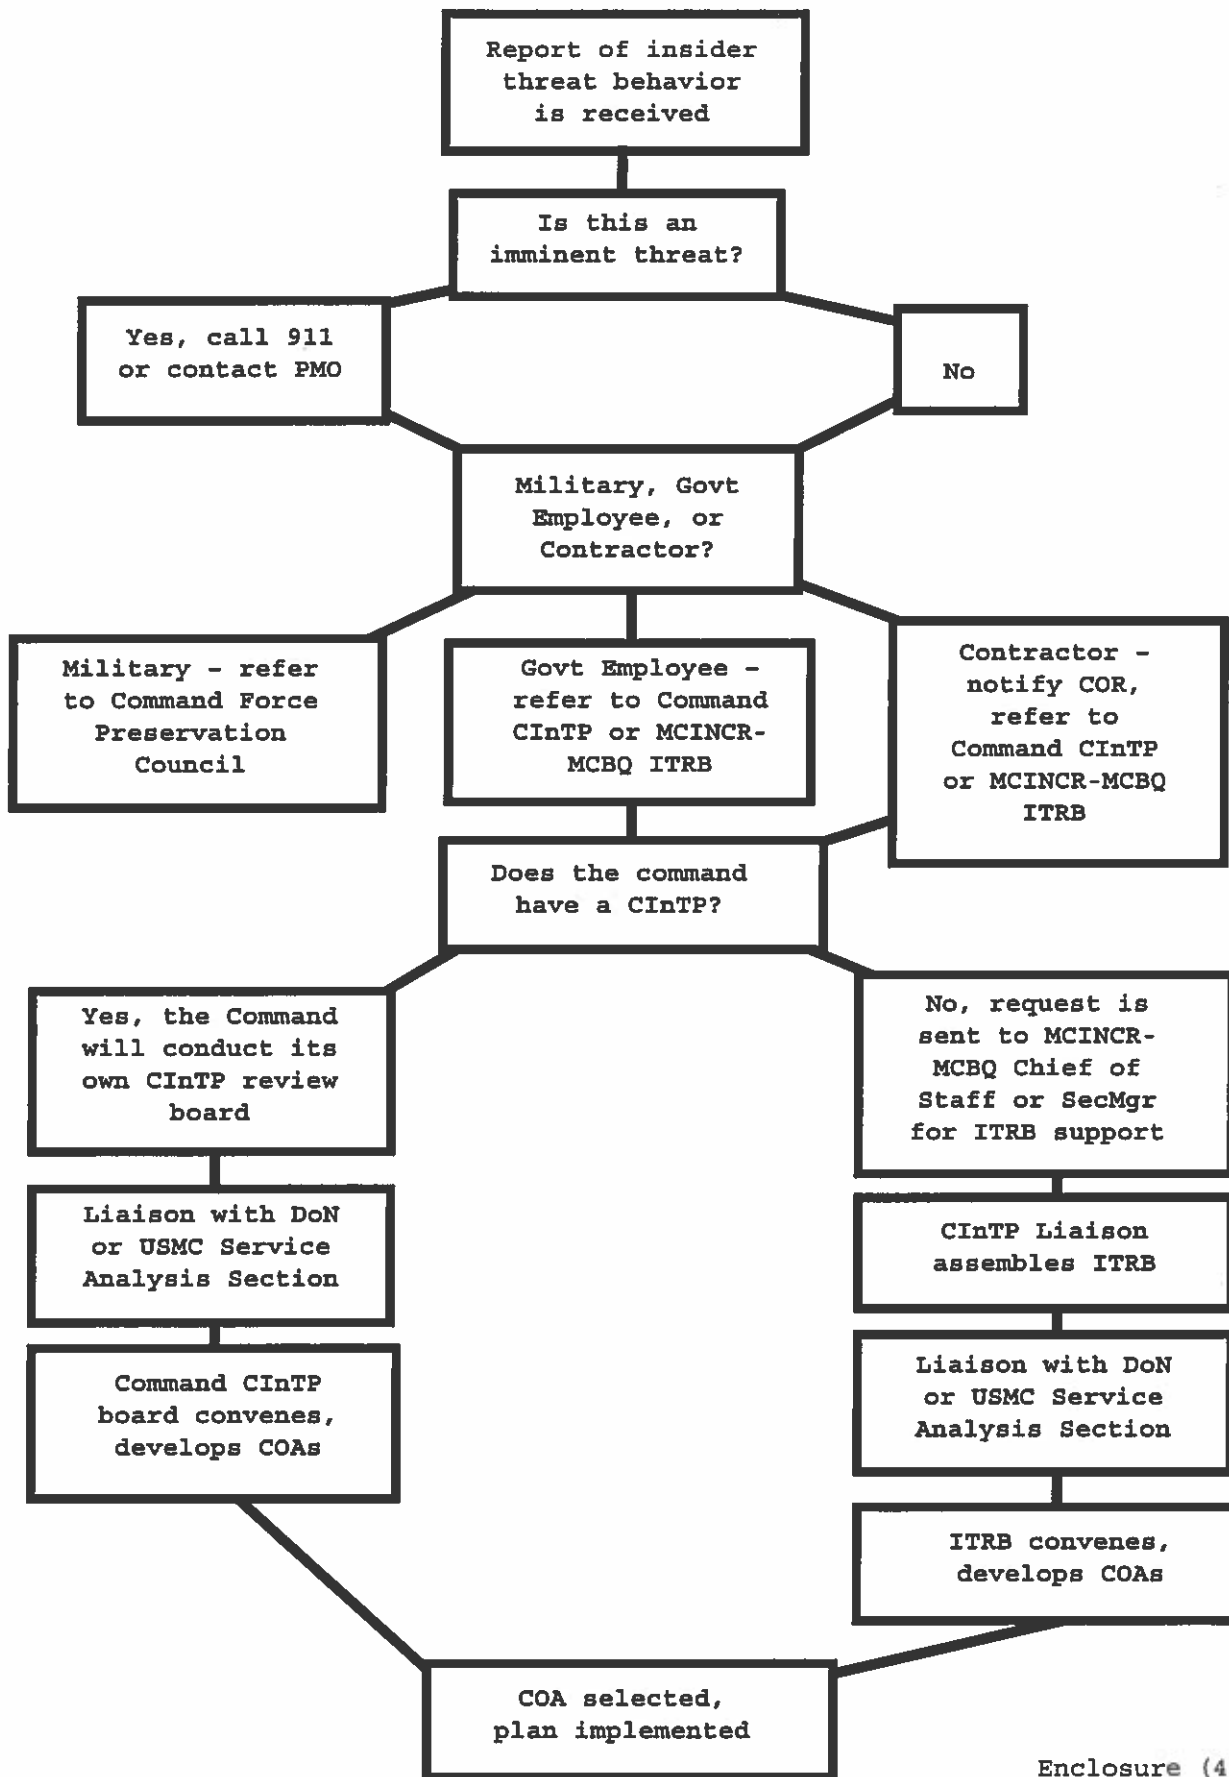 Report of insider
threat behavior
is received
Is this an
imminent threat?
Yes, call 911
or contact PMO
No
Military, Govt
Employee, or
Contractor?
Military - refer
to Command Force
Preservation
Council
Govt Employee -
refer to Command
CInTP or MCINCR-
MCBQ ITRB
Contractor -
notify COR,
refer to
Command CInTP
or MCINCR-MCBQ
ITRB
Does the command
have a CInTP?
Yes, the Command
will conduct its
own CInTP review
board
No, request is
sent to MCINCR-
MCBQ Chief of
Staff or SecMgr
for ITRB support
Liaison with DoN
or USMC Service
Analysis Section
CInTP Liaison
assembles ITRB
Command CInTP
board convenes,
develops COAs
Liaison with DoN
or USMC Service
Analysis Section
ITRB convenes,
develops COAs
COA selected,
plan implemented
Enclosure (4